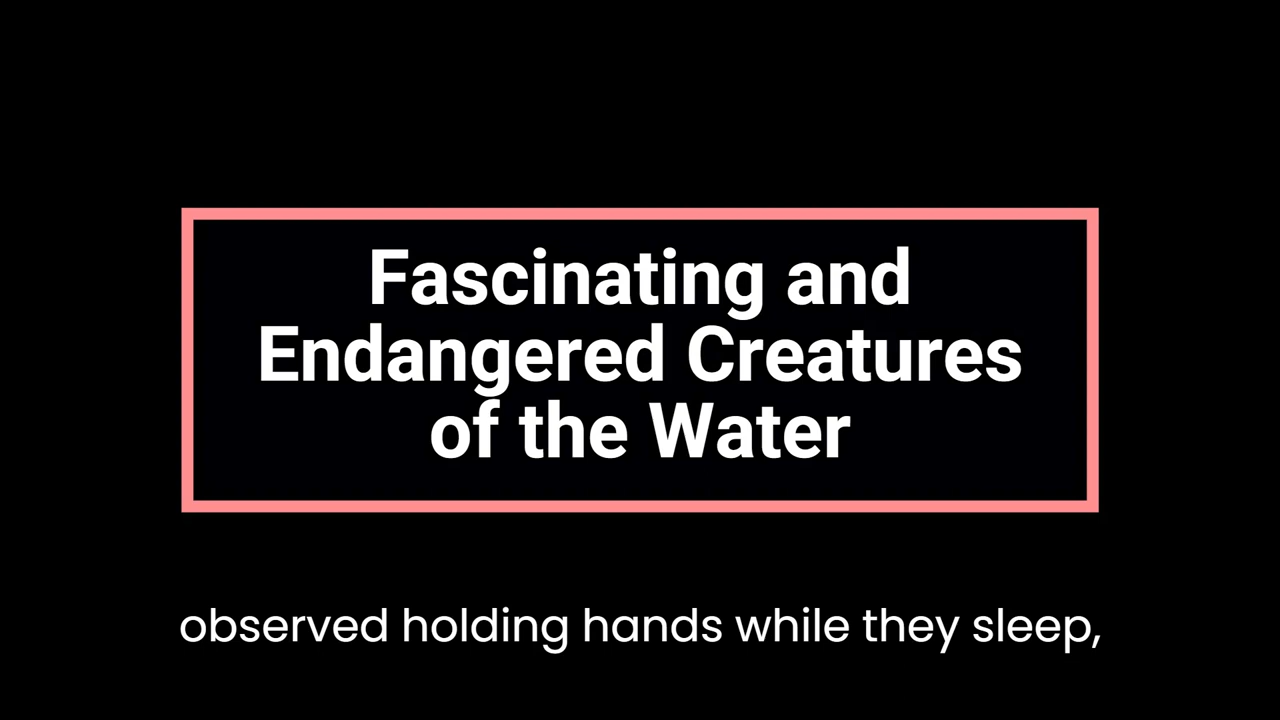 Fascinating and
Endangered Creatures
of the Water
observed holding hands while they sleep,